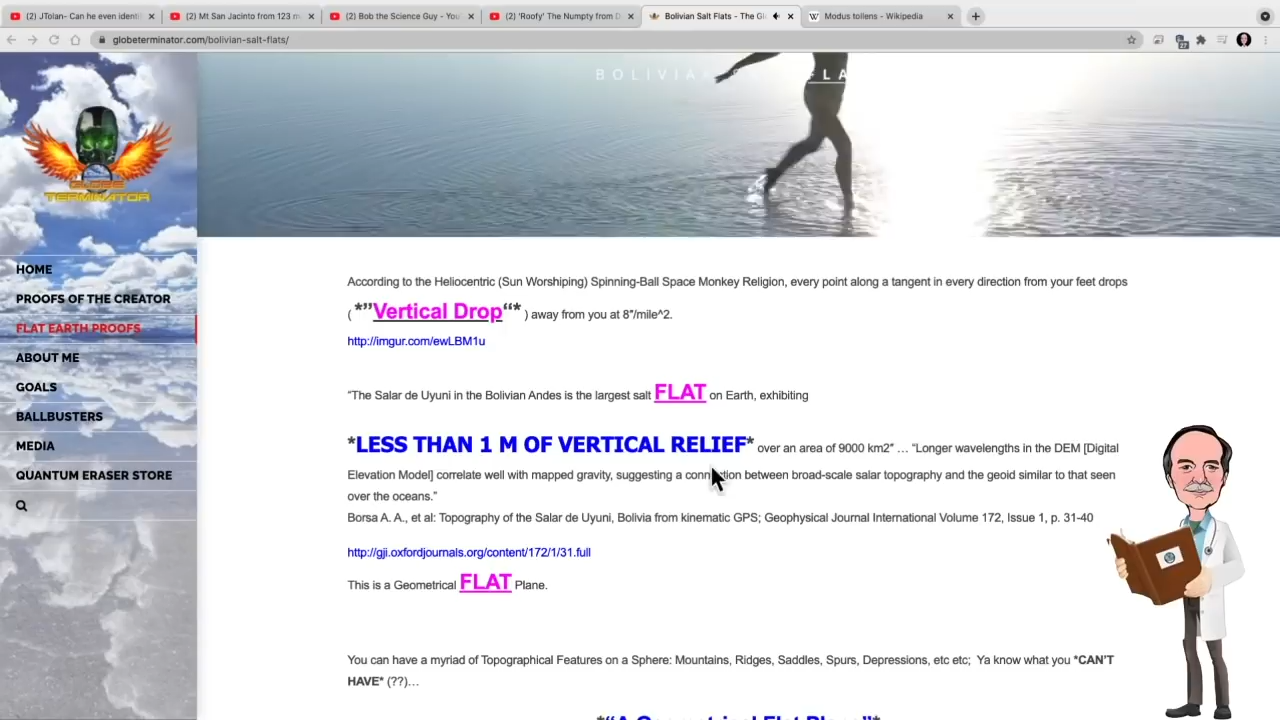 (2) JTolan- Can he even identi
(2) Mt San Jacinto from 123 m
(2) Bob the Science Guy - You
(2) 'Roofy' The Numpty from D
Bolivian Salt Flats - The Gl
Modus tollens - Wikipedia
globeterminator.com/bolivian-salt-flats/
27
BOLIVIAN FLA
GLOBE
TERMINATOR
HOME
PROOFS OF THE CREATOR
FLAT EARTH PROOFS
ABOUT ME
GOALS
BALLBUSTERS
MEDIA
QUANTUM ERASER STORE
According to the Heliocentric (Sun Worshiping) Spinning-Ball Space Monkey Religion, every point along a tangent in every direction from your feet drops
( *”Vertical Drop“* ) away from you at 8″/mile^2.
http://imgur.com/ewLBM1u
“The Salar de Uyuni in the Bolivian Andes is the largest salt FLAT on Earth, exhibiting
*LESS THAN 1 M OF VERTICAL RELIEF* over an area of 9000 km2″ … “Longer wavelengths in the DEM [Digital
Elevation Model] correlate well with mapped gravity, suggesting a connection between broad-scale salar topography and the geoid similar to that seen
over the oceans.”
Borsa A. A., et al: Topography of the Salar de Uyuni, Bolivia from kinematic GPS; Geophysical Journal International Volume 172, Issue 1, p. 31-40
http://gji.oxfordjournals.org/content/172/1/31.full
This is a Geometrical FLAT Plane.
You can have a myriad of Topographical Features on a Sphere: Mountains, Ridges, Saddles, Spurs, Depressions, etc etc; Ya know what you *CAN’T
HAVE* (??)…
*“A Geometrical Flat Plane”*